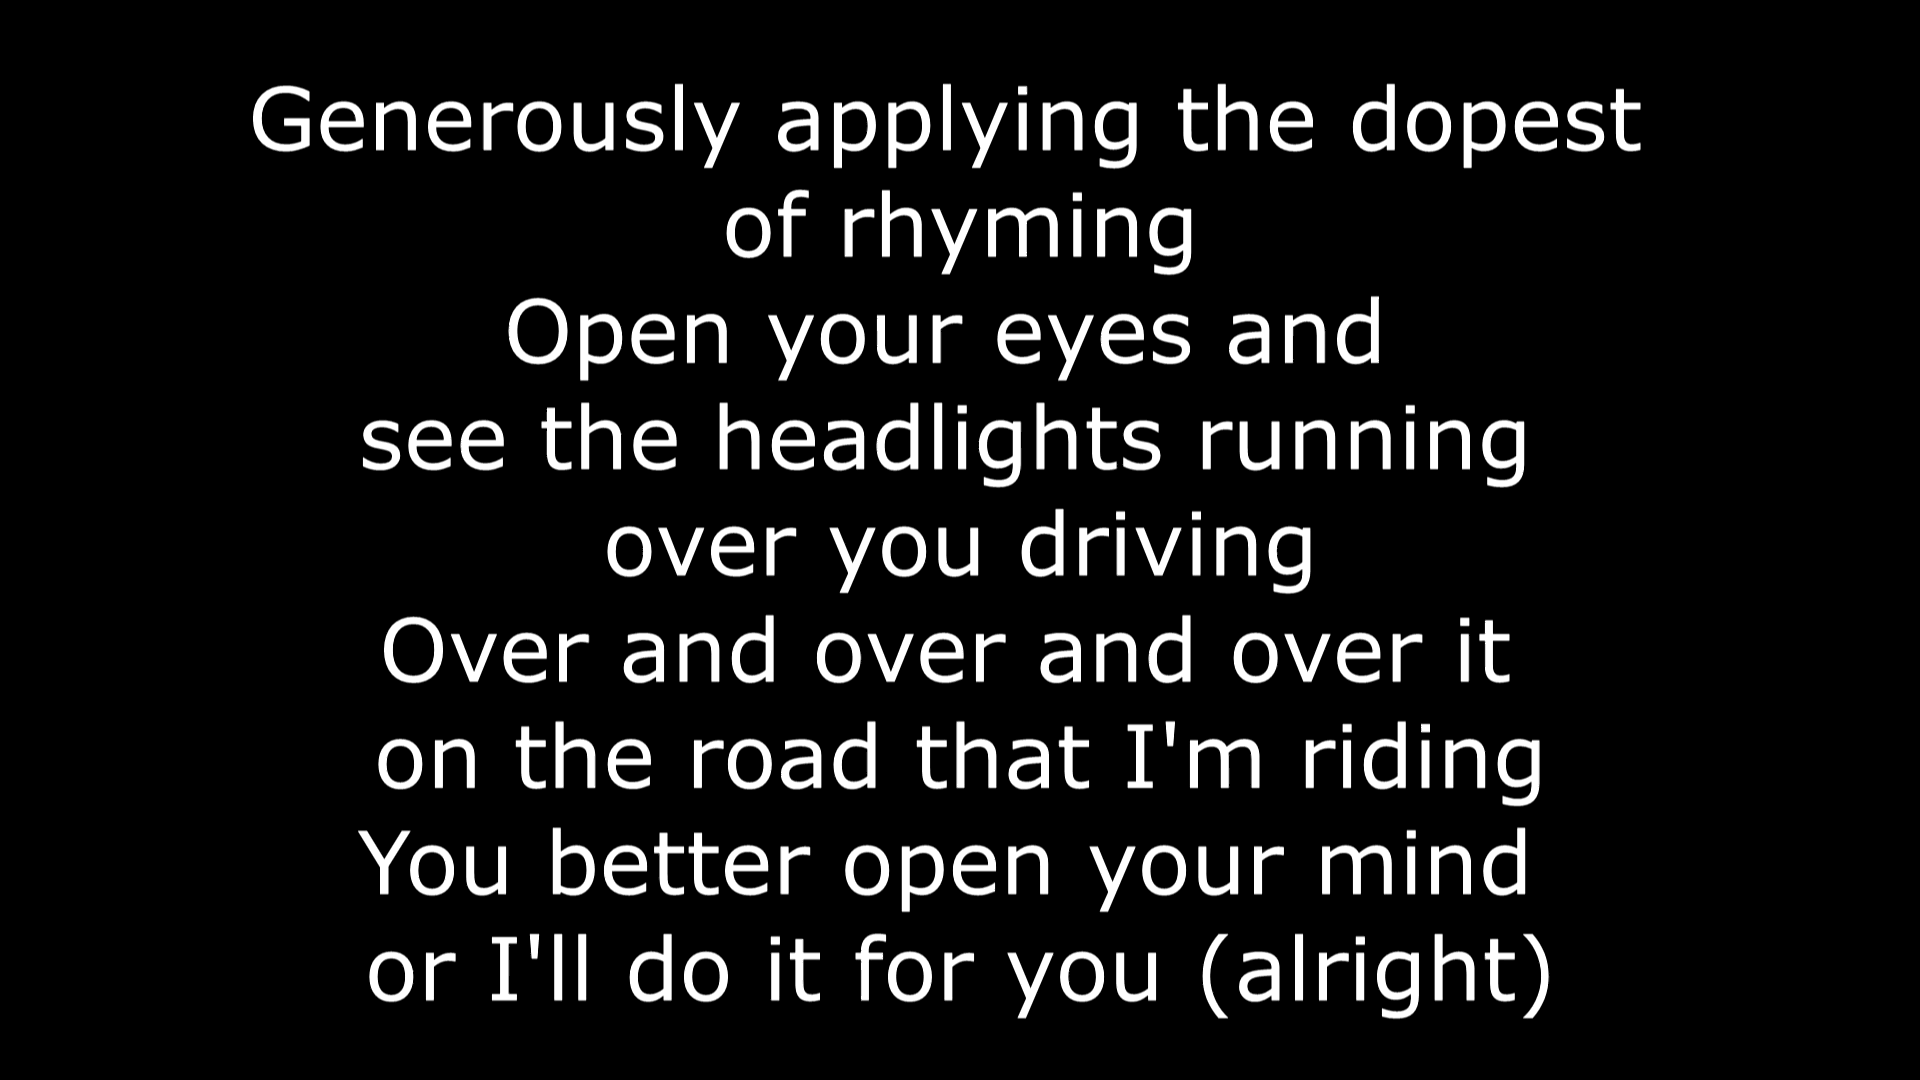 Generously applying the dopest
of rhyming
Open your eyes and
see the headlights running
over you driving
Over and over and over it
on the road that I'm riding
You better open your mind
or I'll do it for you (alright)